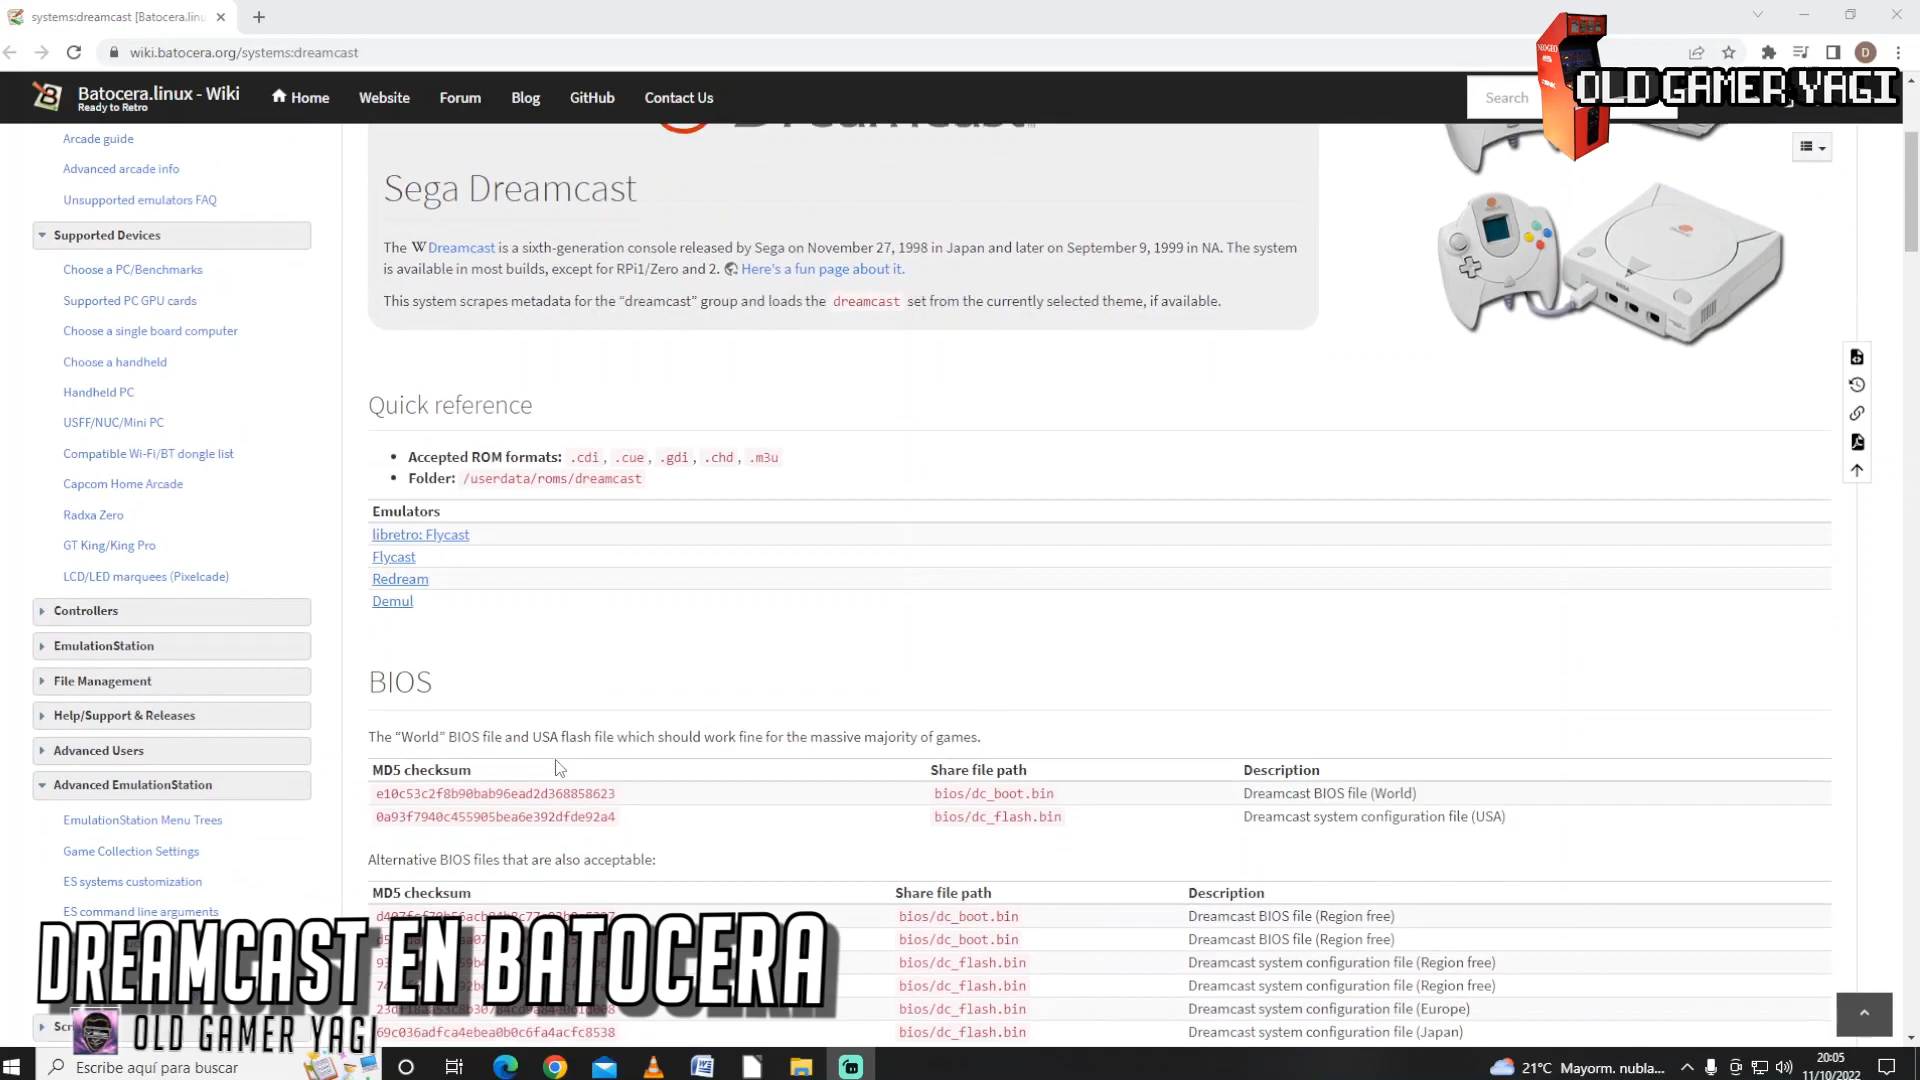 systems:dreamcast [Batocera.linu
wiki.batocera.org/systems:dreamcast
D
Batocera.linux - Wiki
Ready to Retro
Home
Website
Forum
Blog
GitHub
Contact Us
Search
OLD GAMER YAGI
Arcade guide
Advanced arcade info
Unsupported emulators FAQ
Supported Devices
Choose a PC/Benchmarks
Supported PC GPU cards
Choose a single board computer
Choose a handheld
Handheld PC
USFF/NUC/Mini PC
Compatible Wi-Fi/BT dongle list
Capcom Home Arcade
Radxa Zero
GT King/King Pro
LCD/LED marquees (Pixelcade)
Controllers
EmulationStation
File Management
Help/Support & Releases
Advanced Users
Advanced EmulationStation
EmulationStation Menu Trees
Game Collection Settings
ES systems customization
ES command line arguments
Dreamcast
Sega Dreamcast
The W Dreamcast is a sixth-generation console released by Sega on November 27, 1998 in Japan and later on September 9, 1999 in NA. The system
is available in most builds, except for RPi1/Zero and 2. Here's a fun page about it.
This system scrapes metadata for the “dreamcast” group and loads the dreamcast set from the currently selected theme, if available.
Quick reference
• Accepted ROM formats: .cdi, .cue, .gdi, .chd, .m3u
• Folder: /userdata/roms/dreamcast
Emulators
libretro: Flycast
Flycast
Redream
Demul
BIOS
The “World” BIOS file and USA flash file which should work fine for the massive majority of games.
MD5 checksum Share file path Description
e10c53c2f8b90bab96ead2d368858623 bios/dc_boot.bin Dreamcast BIOS file (World)
0a93f7940c455905bea6e392dfde92a4 bios/dc_flash.bin Dreamcast system configuration file (USA)
Alternative BIOS files that are also acceptable:
MD5 checksum Share file path Description
bios/dc_boot.bin Dreamcast BIOS file (Region free)
bios/dc_boot.bin Dreamcast BIOS file (Region free)
bios/dc_flash.bin Dreamcast system configuration file (Region free)
bios/dc_flash.bin Dreamcast system configuration file (Region free)
bios/dc_flash.bin Dreamcast system configuration file (Europe)
69c036adfca4ebea0b0c6fa4acfc8538 bios/dc_flash.bin Dreamcast system configuration file (Japan)
DREAMCAST EN BATOCERA
OLD GAMER YAGI
Escribe aquí para buscar
21°C Mayorm. nubla...
20:05
11/10/2022